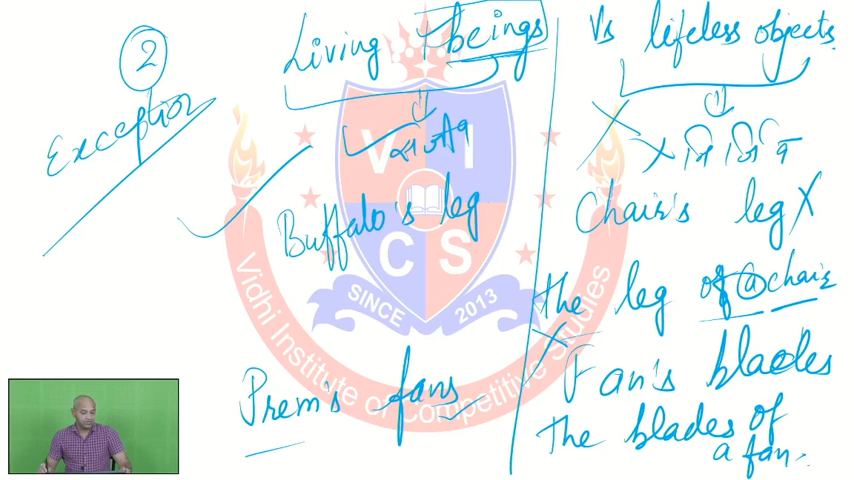 2
Exception
Living beings Vs lifeless objects
सजीव
निर्जीव
Buffalo's leg
Chair's leg X
the leg of a chair
Prem's fans
Fan's blades
The blades of
a fan.
V I
C S
SINCE 2013
Vidhi Institute of Competitive Studies